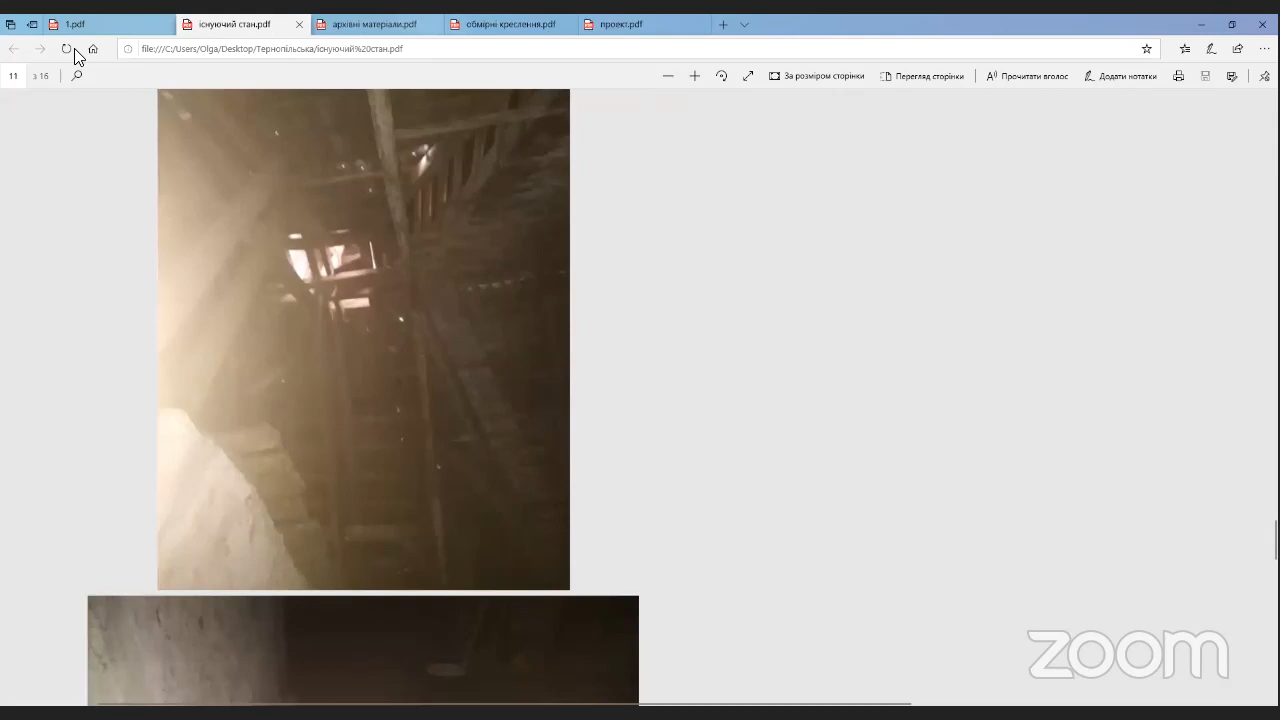 1.pdf
існуючий стан.pdf
архівні матеріали.pdf
обмірні креслення.pdf
проект.pdf
file:///C:/Users/Olga/Desktop/Тернопільська/існуючий%20стан.pdf
11 з 16
За розміром сторінки
Перегляд сторінки
Прочитати вголос
Додати нотатки
zoom